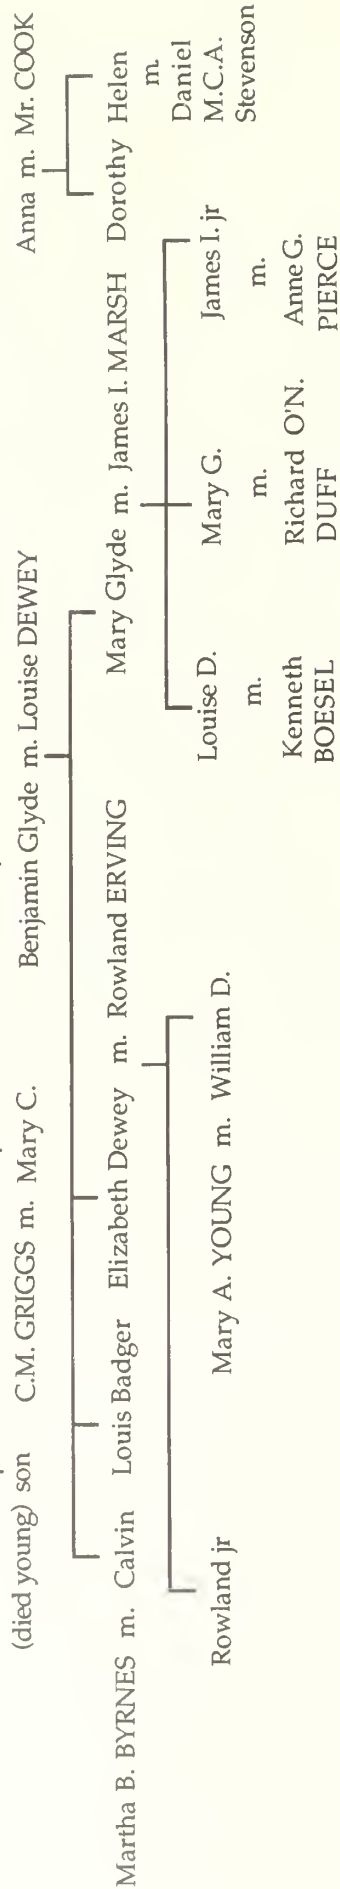 (died young) son C.M. GRIGGS m. Mary C. Benjamin Glyde m. Louise DEWEY Anna m. Mr. COOK
Martha B. BYRNES m. Calvin Louis Badger Elizabeth Dewey m. Rowland ERVING Mary Glyde m. James I. MARSH Dorothy Helen
m.
Daniel
M.C.A.
Stevenson
Rowland jr Mary A. YOUNG m. William D. Louise D. Mary G. James I. jr
m. m. m.
Kenneth Richard O'N. Anne G.
BOESEL DUFF PIERCE